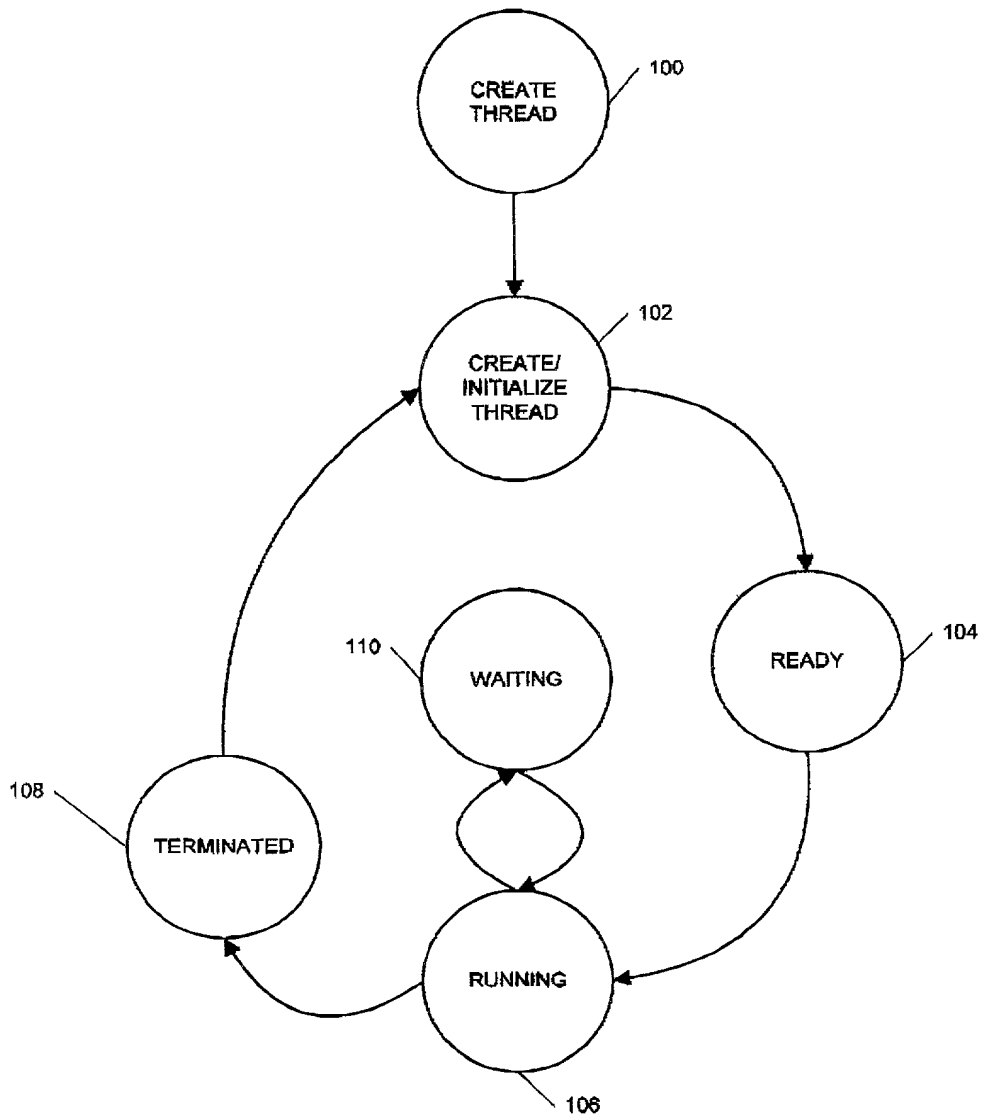 CREATE
THREAD
100
CREATE/
INITIALIZE
THREAD
102
WAITING
110
READY
104
TERMINATED
108
RUNNING
106